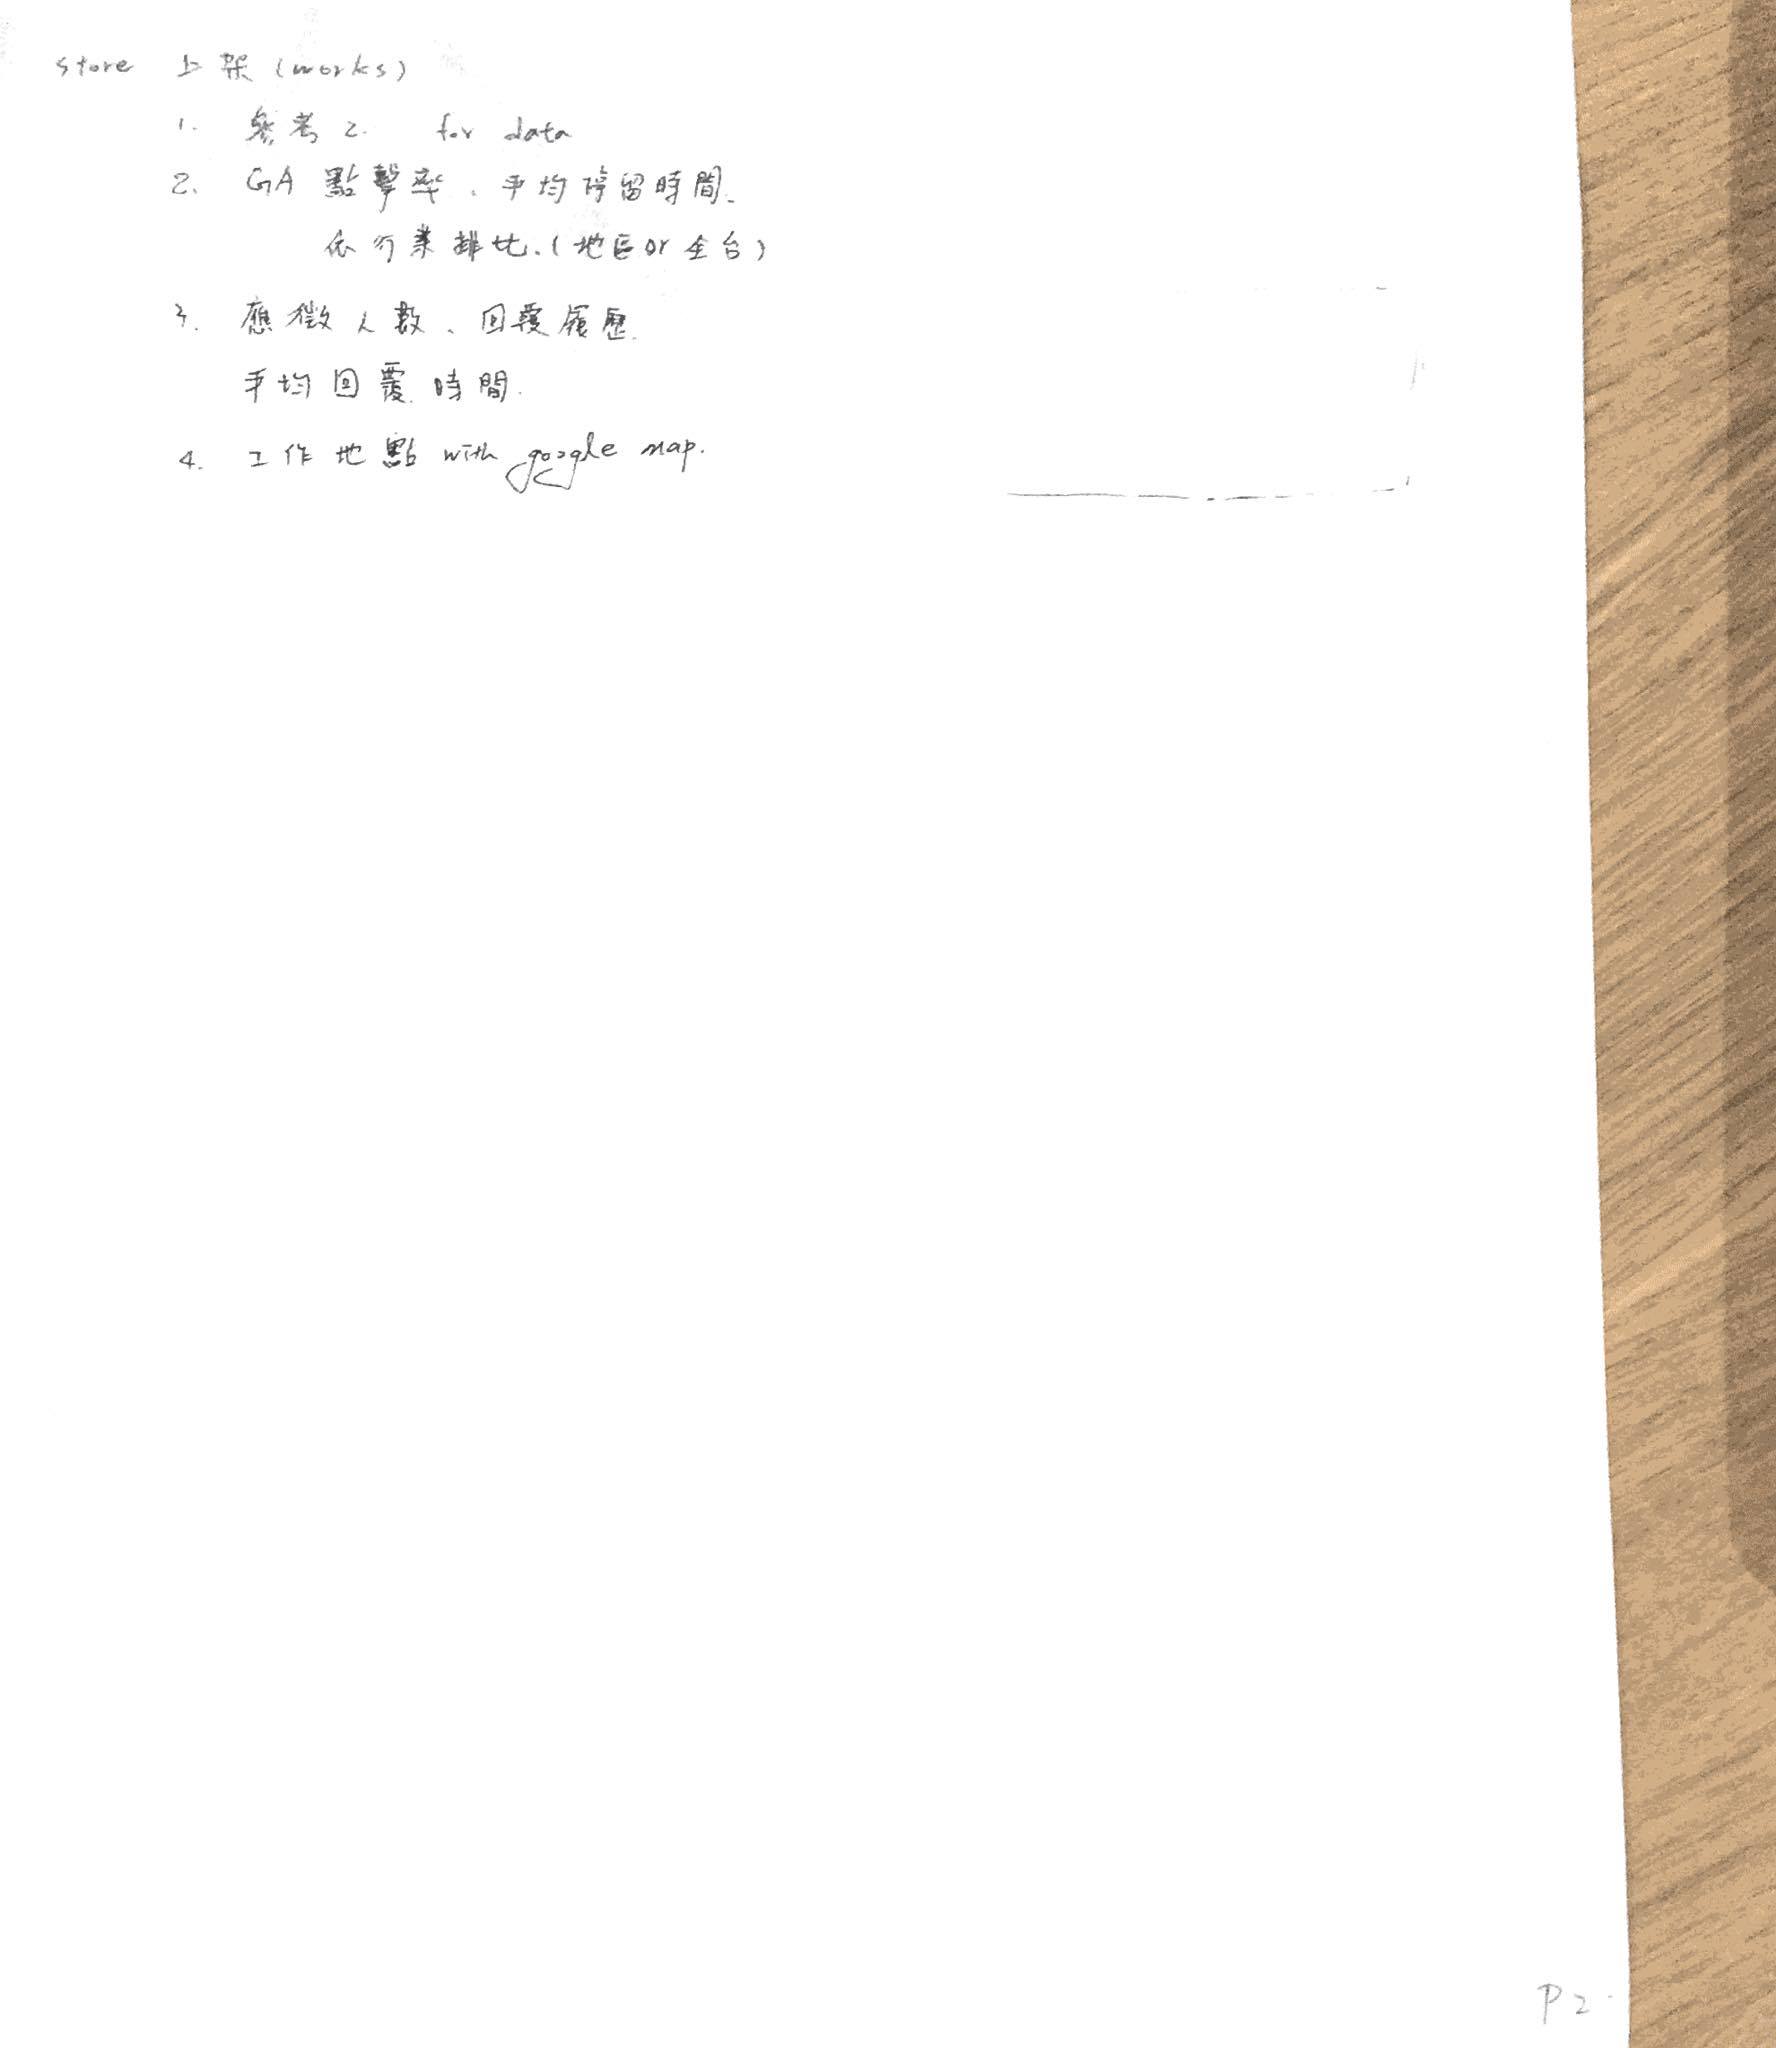 store 上架 (works)
1. 參考 2. for data
2. GA 點擊率、平均停留時間.
依行業排比.(地區 or 全台)
3. 應徵人數、回覆履歷.
平均回覆時間.
4. 工作地點 with google map.
P2.